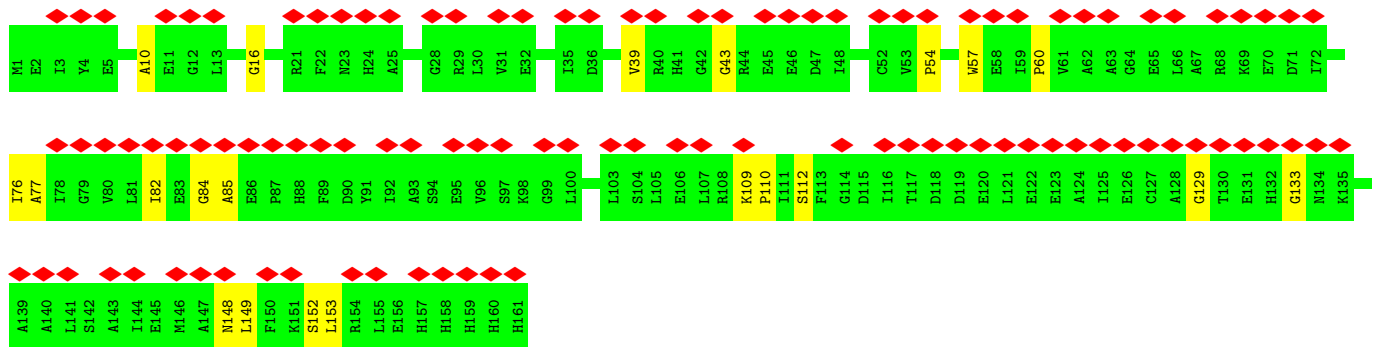 M1 E2 I3 Y4 E5 A10 E11 G12 L13 G16 R21 F22 N23 H24 A25 G28 R29 L30 V31 E32 I35 D36 V39 R40 H41 G42 G43 R44 E45 E46 D47 I48 C52 V53 P54 W57 E58 I59 P60 V61 A62 A63 G64 E65 L66 A67 R68 K69 E70 D71 I72
I76 A77 I78 G79 V80 L81 I82 E83 G84 A85 E86 P87 H88 F89 D90 Y91 I92 A93 S94 E95 V96 S97 K98 G99 L100 L103 S104 L105 E106 L107 R108 K109 P110 I111 S112 F113 G114 D115 I116 T117 D118 D119 E120 L121 E122 E123 A124 I125 E126 C127 A128 G129 T130 E131 H132 G133 N134 K135
A139 A140 L141 S142 A143 I144 E145 M146 A147 N148 L149 F150 K151 S152 L153 R154 L155 E156 H157 H158 H159 H160 H161